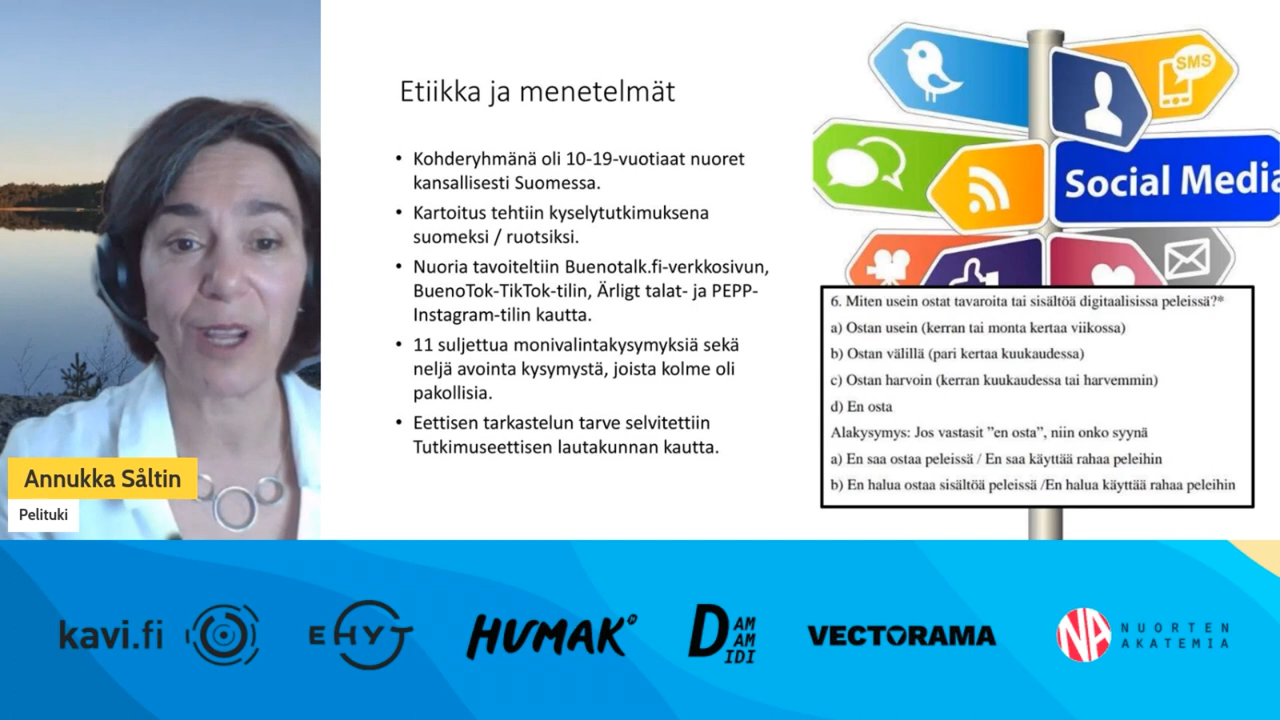 Etiikka ja menetelmät
• Kohderyhmänä oli 10-19-vuotiaat nuoret
kansallisesti Suomessa.
• Kartoitus tehtiin kyselytutkimuksena
suomeksi / ruotsiksi.
• Nuoria tavoiteltiin Buenotalk.fi-verkkosivun,
BuenoTok-TikTok-tilin, Ärligt talat- ja PEPP-
Instagram-tilin kautta.
• 11 suljettua monivalintakysymyksiä sekä
neljä avointa kysymystä, joista kolme oli
pakollisia.
• Eettisen tarkastelun tarve selvitettiin
Tutkimuseettisen lautakunnan kautta.
SMS
Social Media
6. Miten usein ostat tavaroita tai sisältöä digitaalisissa peleissä?*
a) Ostan usein (kerran tai monta kertaa viikossa)
b) Ostan välillä (pari kertaa kuukaudessa)
c) Ostan harvoin (kerran kuukaudessa tai harvemmin)
d) En osta
Alakysymys: Jos vastasit ”en osta”, niin onko syynä
a) En saa ostaa peleissä / En saa käyttää rahaa peleihin
b) En halua ostaa sisältöä peleissä /En halua käyttää rahaa peleihin
Annukka Såltin
Pelituki
kavi.fi
EHYT
HUMAK
DAM
AM
IDI
VECTORAMA
NA
NUORTEN
AKATEMIA